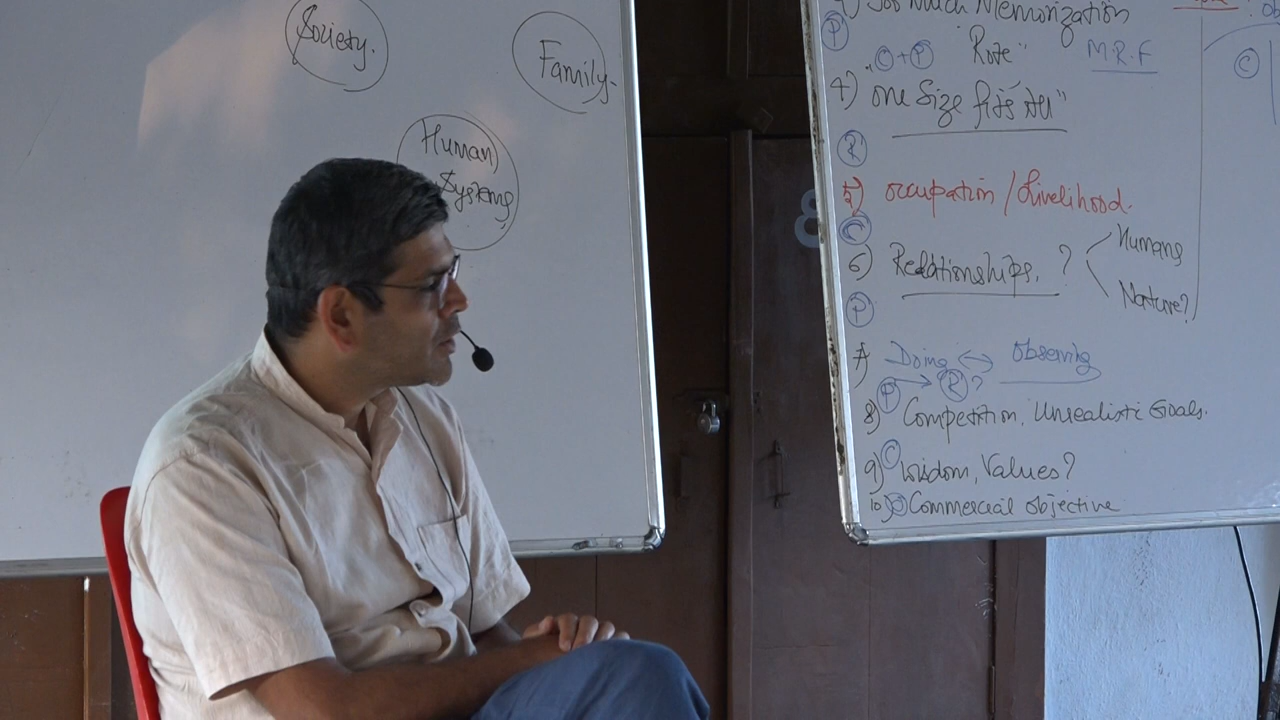 Society.
Family
Human
Systems
Too much Memorization
P
C + P "Rote" M.R.F
4) "one size fits All"
R
5) occupation / Livelihood.
C
6) Relationships. ? Humans
Nature?
P
7) Doing ↔ Observing
P → R ?
8) Competition, Unrealistic Goals.
C
9) Wisdom, Values?
10) Commercial objective
C
8